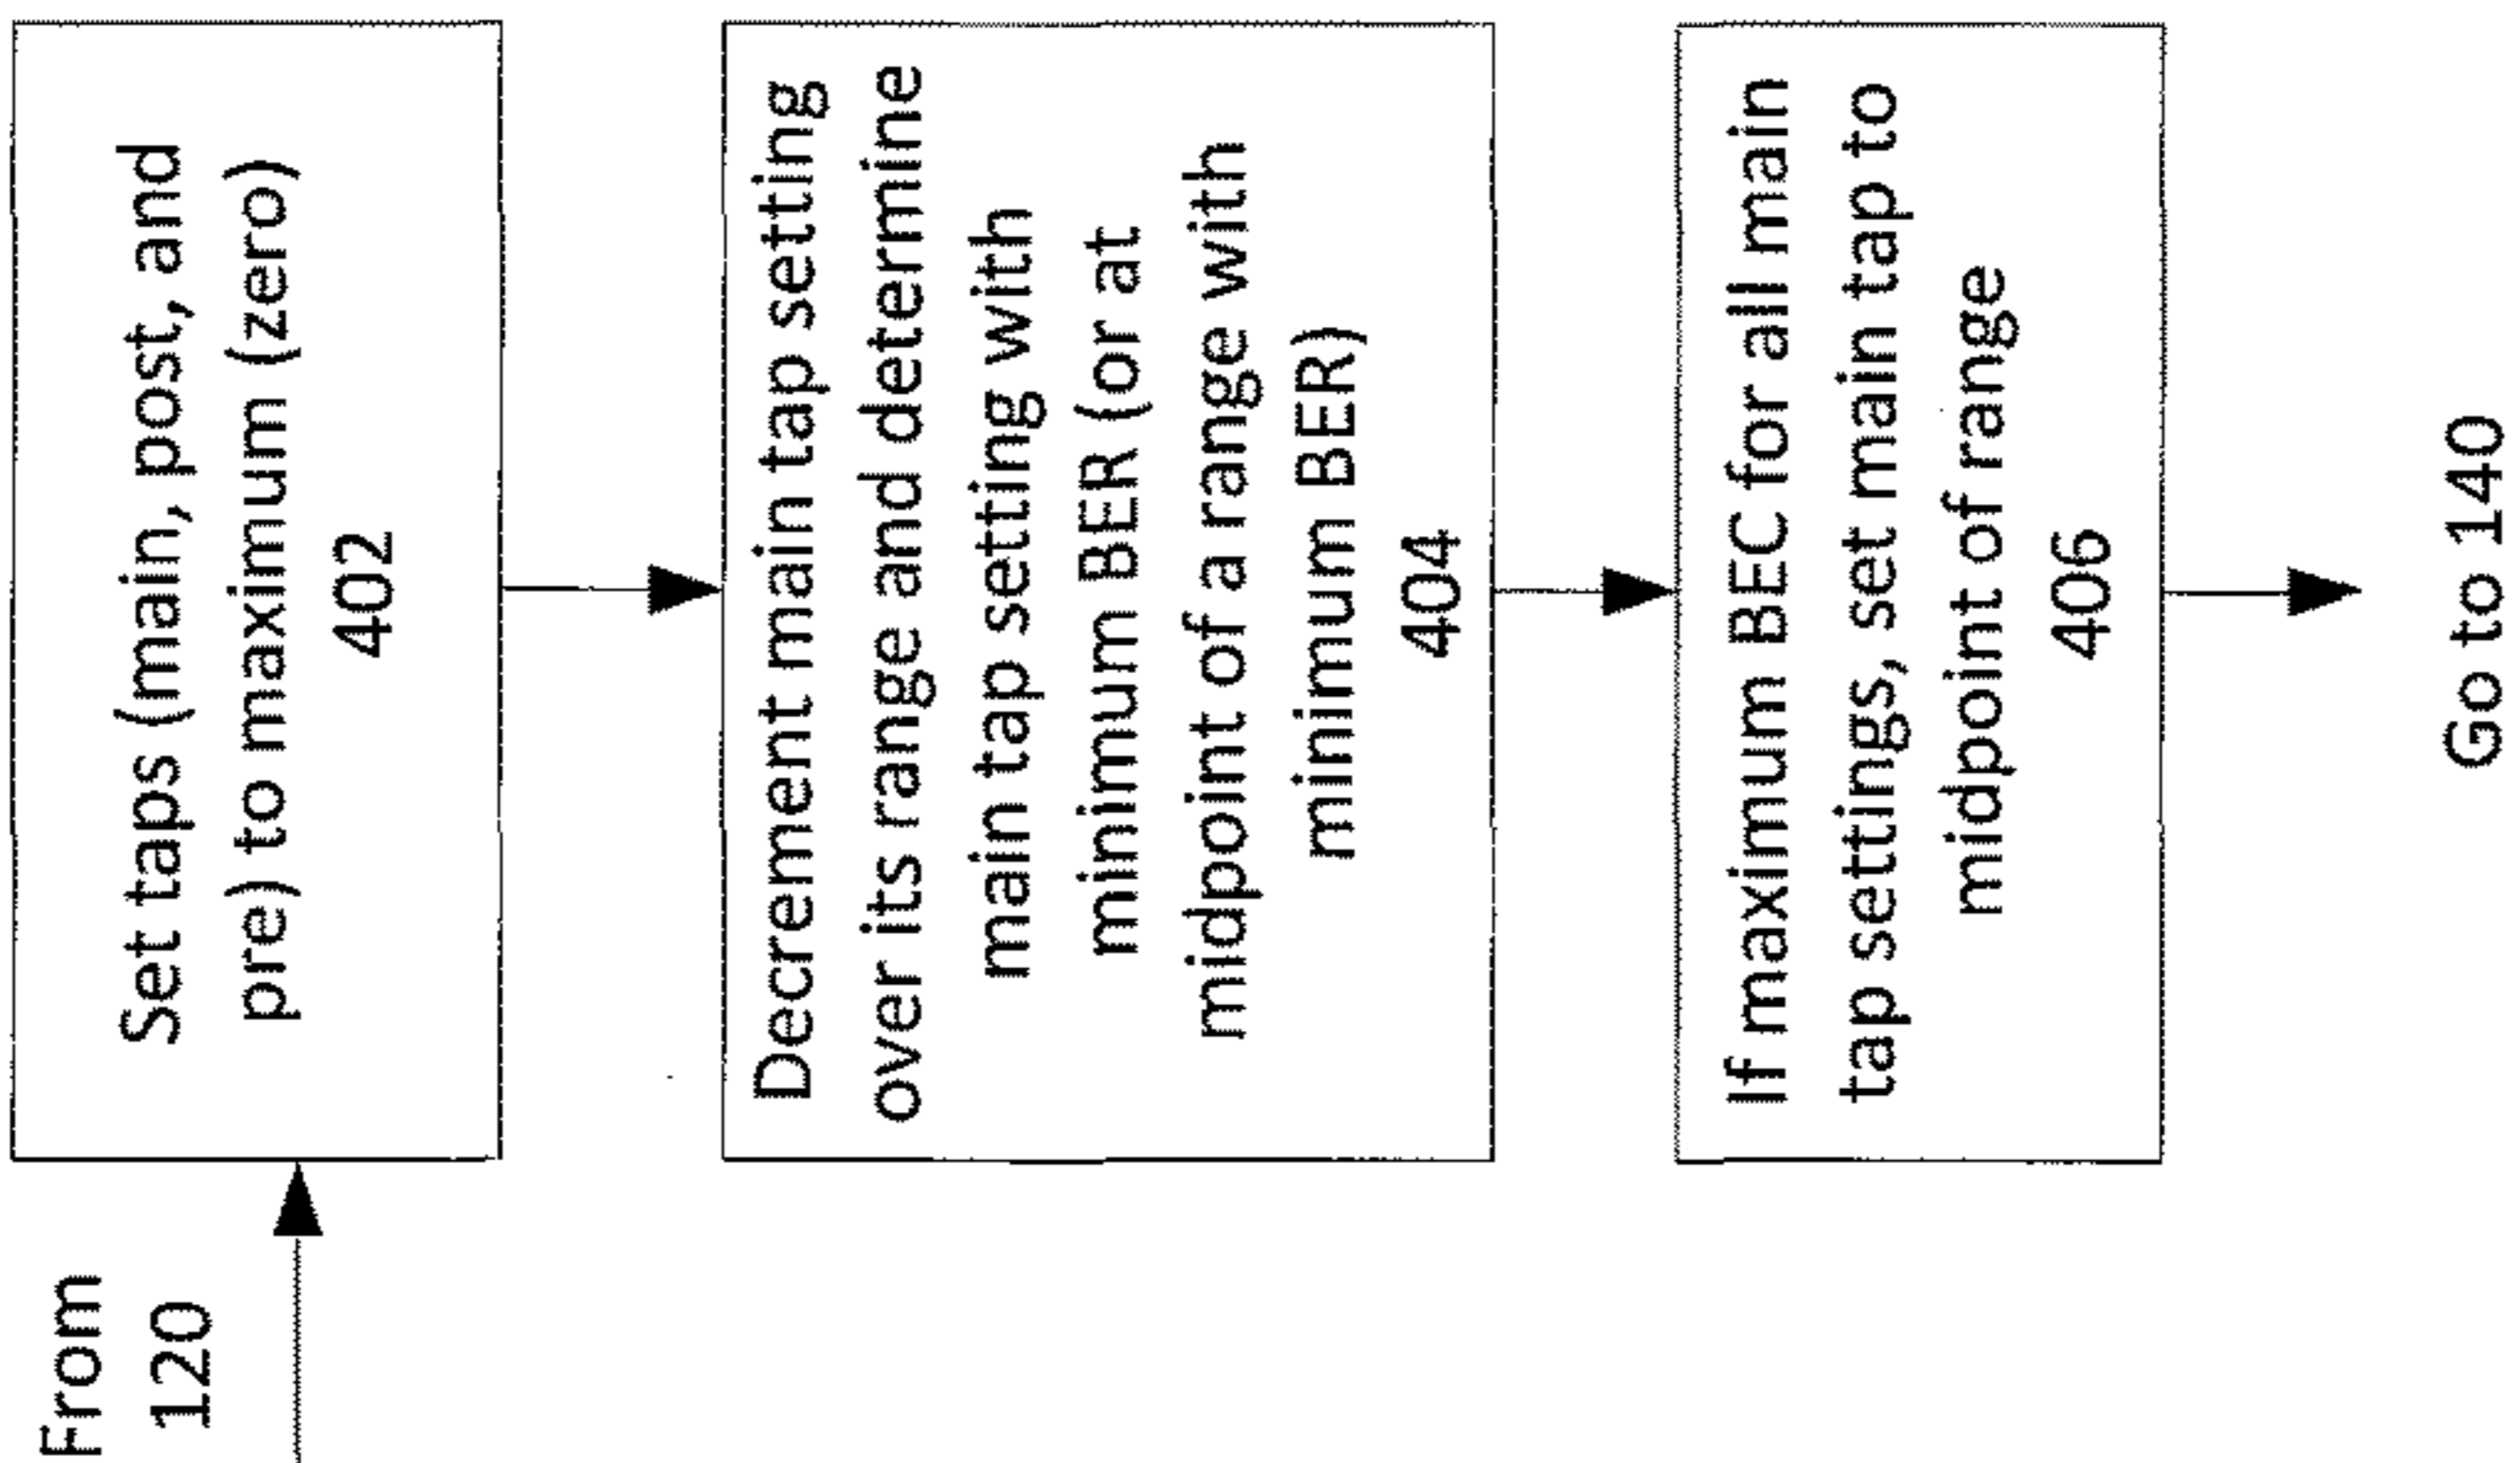 From
120
Set taps (main, post, and
pre) to maximum (zero)
402
Decrement main tap setting
over its range and determine
main tap setting with
minimum BER (or at
midpoint of a range with
minimum BER)
404
If maximum BEC for all main
tap settings, set main tap to
midpoint of range
406
Go to 140